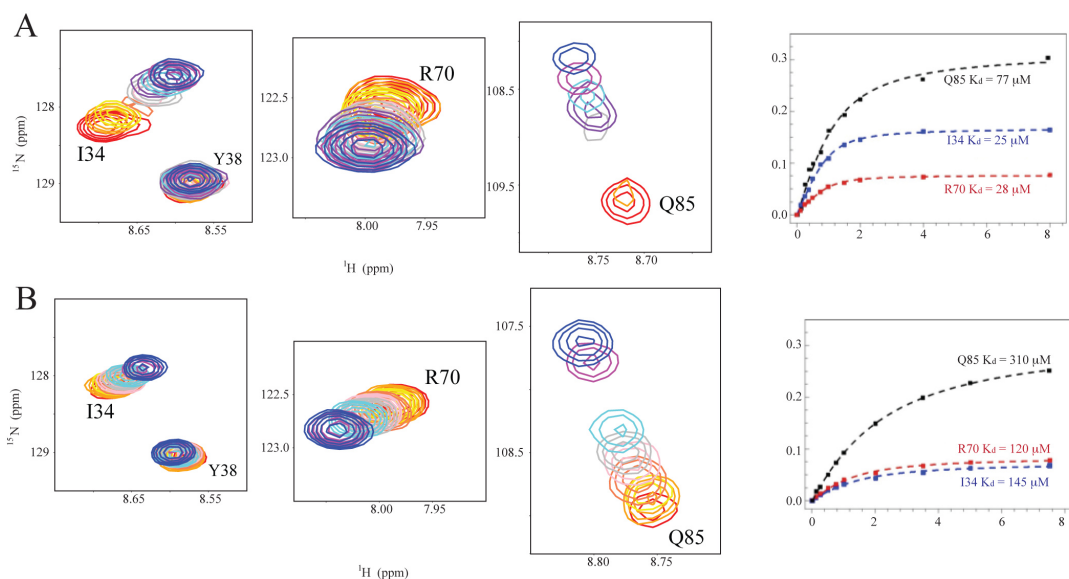 A
127
128
129
¹⁵N (ppm)
I34
Y38
8.65
8.55
122.5
123.0
R70
8.00
7.95
¹H (ppm)
108.5
109.5
Q85
8.75
8.70
0.3
0.2
0.1
0.0
Q85 Kd = 77 µM
I34 Kd = 25 µM
R70 Kd = 28 µM
0
2
4
6
8
B
127
128
129
¹⁵N (ppm)
I34
Y38
8.65
8.55
122.5
123.0
R70
8.00
7.95
¹H (ppm)
107.5
108.5
Q85
8.80
8.75
0.3
0.2
0.1
0.0
Q85 Kd = 310 µM
R70 Kd = 120 µM
I34 Kd = 145 µM
0
2
4
6
8